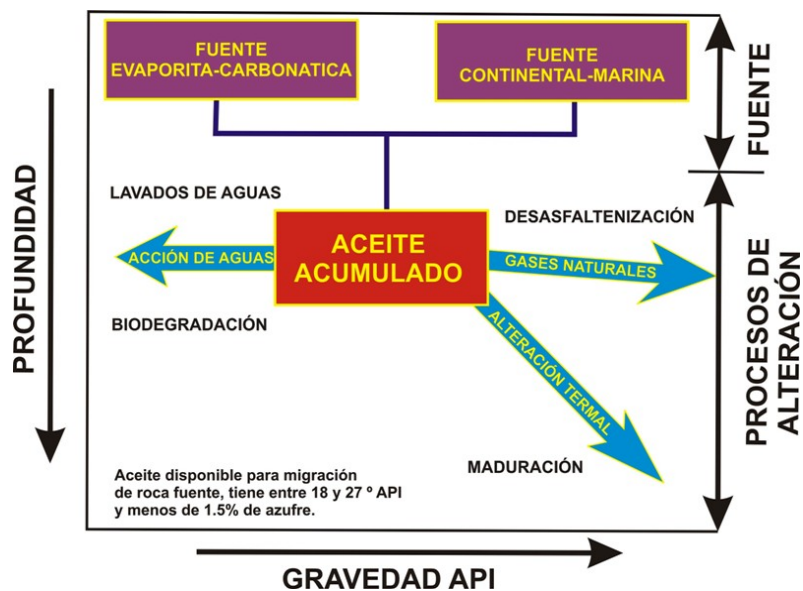 FUENTE
EVAPORITA-CARBONATICA
FUENTE
CONTINENTAL-MARINA
FUENTE
PROFUNDIDAD
LAVADOS DE AGUAS
DESASFALTENIZACIÓN
ACEITE
ACUMULADO
ACCIÓN DE AGUAS
GASES NATURALES
BIODEGRADACIÓN
ALTERACIÓN TERMAL
PROCESOS DE
ALTERACIÓN
MADURACIÓN
Aceite disponible para migración
de roca fuente, tiene entre 18 y 27 º API
y menos de 1.5% de azufre.
GRAVEDAD API